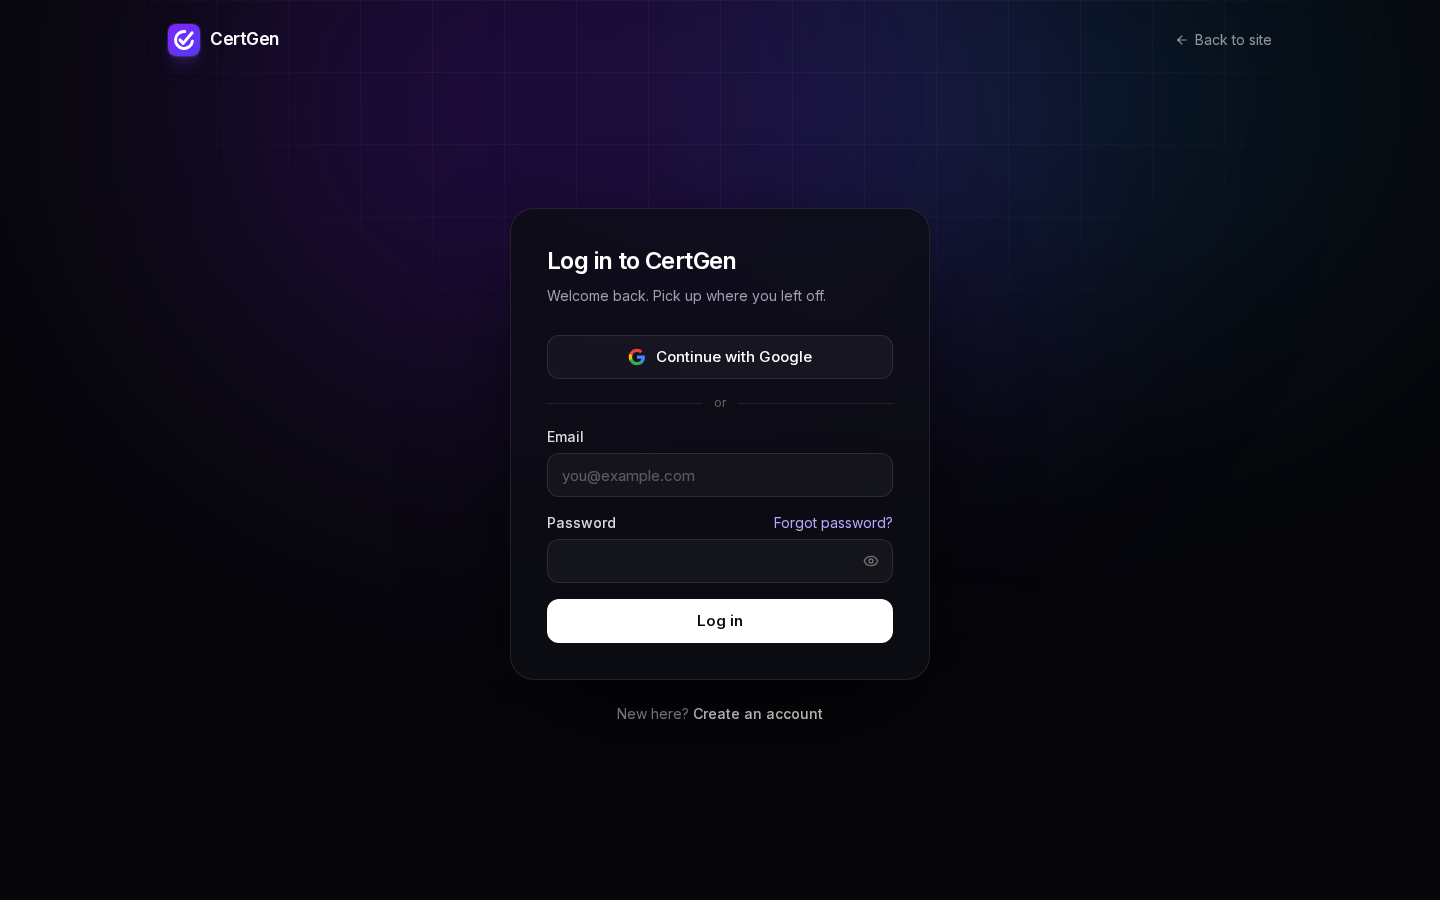 CertGen
Back to site
Log in to CertGen
Welcome back. Pick up where you left off.
Continue with Google
or
Email
you@example.com
Password
Forgot password?
Log in
New here? Create an account